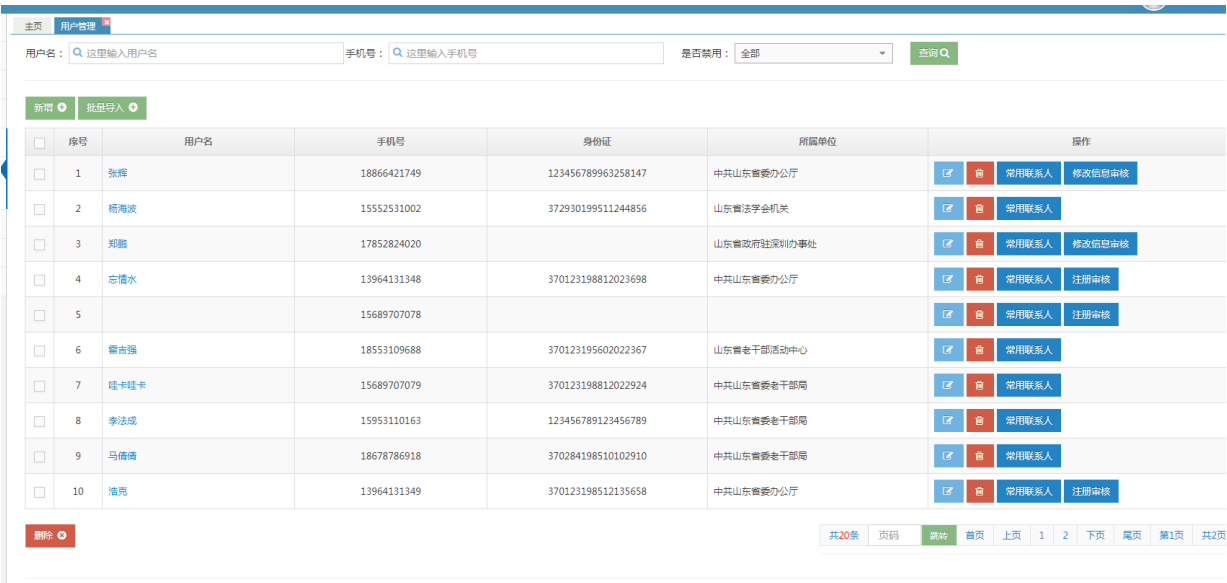 主页 用户管理
用户名： 这里输入用户名 手机号： 这里输入手机号 是否禁用： 全部 查询
新增 批量导入
序号 用户名 手机号 身份证 所属单位 操作
1 张辉 18866421749 123456789963258147 中共山东省委办公厅 常用联系人 修改信息审核
2 杨海波 15552531002 372930199511244856 山东省法学会机关 常用联系人
3 郑鹏 17852824020 山东省政府驻深圳办事处 常用联系人 修改信息审核
4 忘情水 13964131348 370123198812023698 中共山东省委办公厅 常用联系人 注册审核
5 15689707078 常用联系人 注册审核
6 霍吉强 18553109688 370123195602022367 山东省老干部活动中心 常用联系人
7 哇卡哇卡 15689707079 370123198812022924 中共山东省委老干部局 常用联系人
8 李法成 15953110163 123456789123456789 中共山东省委老干部局 常用联系人
9 马倩倩 18678786918 370284198510102910 中共山东省委老干部局 常用联系人
10 浩克 13964131349 370123198512135658 中共山东省委办公厅 常用联系人 注册审核
删除 共20条 页码 跳转 首页 上页 1 2 下页 尾页 第1页 共2页